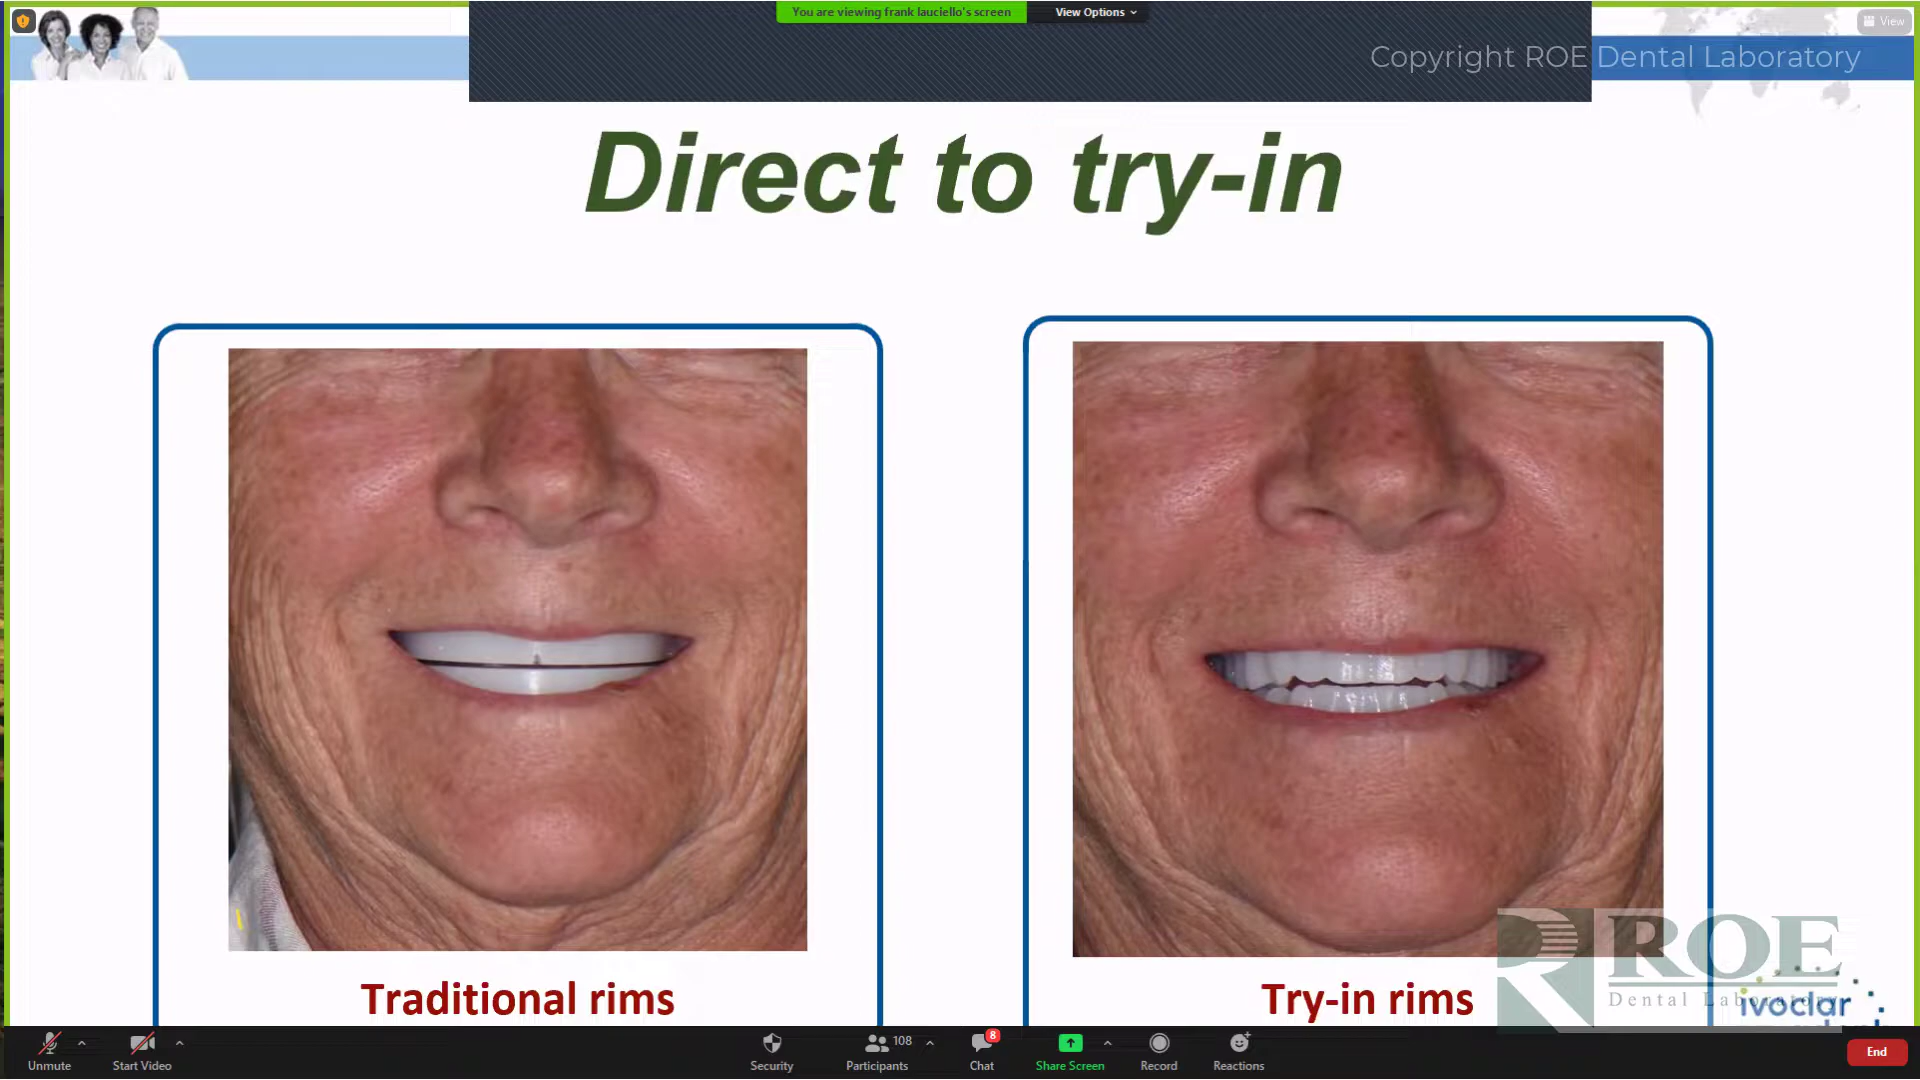 You are viewing frank lauciello's screen
View Options
View
Copyright ROE Dental Laboratory
Direct to try-in
Traditional rims
Try-in rims
ROE
Dental Laboratory
ivoclar
Unmute
Start Video
Security
108
Participants
8
Chat
Share Screen
Record
Reactions
End